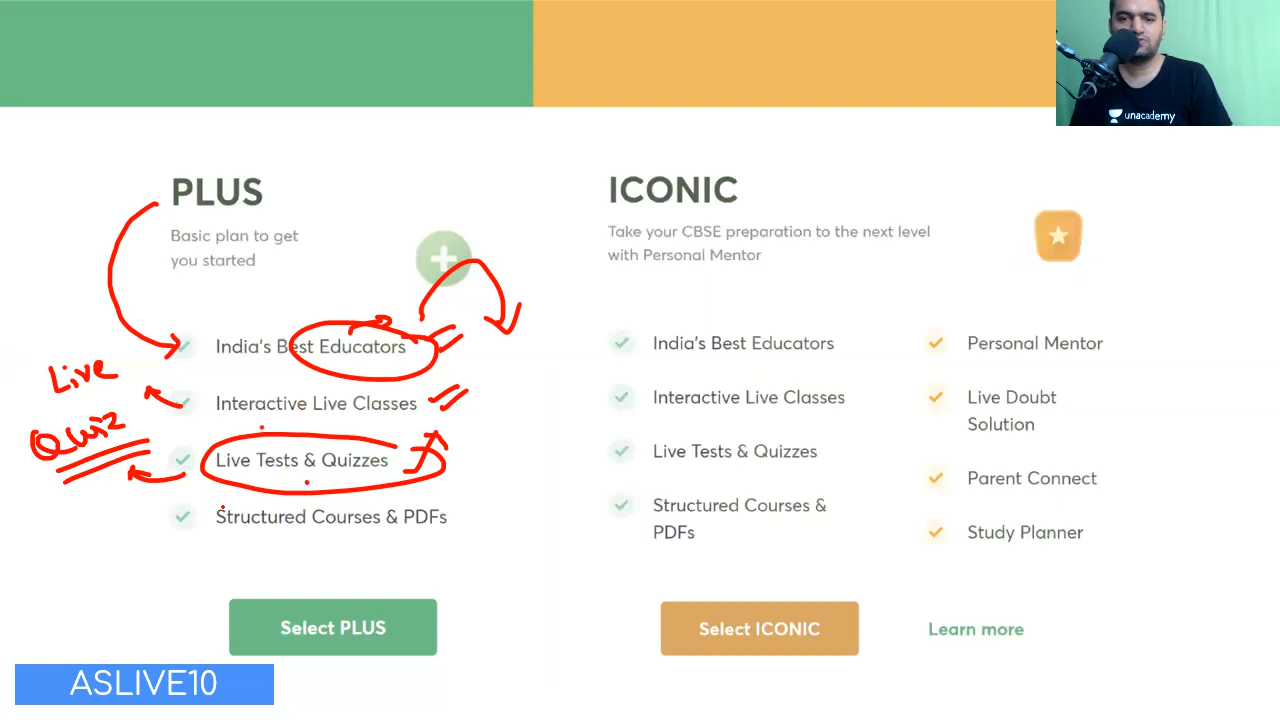 unacademy
PLUS
Basic plan to get
you started
India's Best Educators
Interactive Live Classes
Live Tests & Quizzes
Structured Courses & PDFs
Live
Quiz
Select PLUS
ASLIVE10
ICONIC
Take your CBSE preparation to the next level
with Personal Mentor
India's Best Educators
Interactive Live Classes
Live Tests & Quizzes
Structured Courses &
PDFs
Personal Mentor
Live Doubt
Solution
Parent Connect
Study Planner
Select ICONIC
Learn more